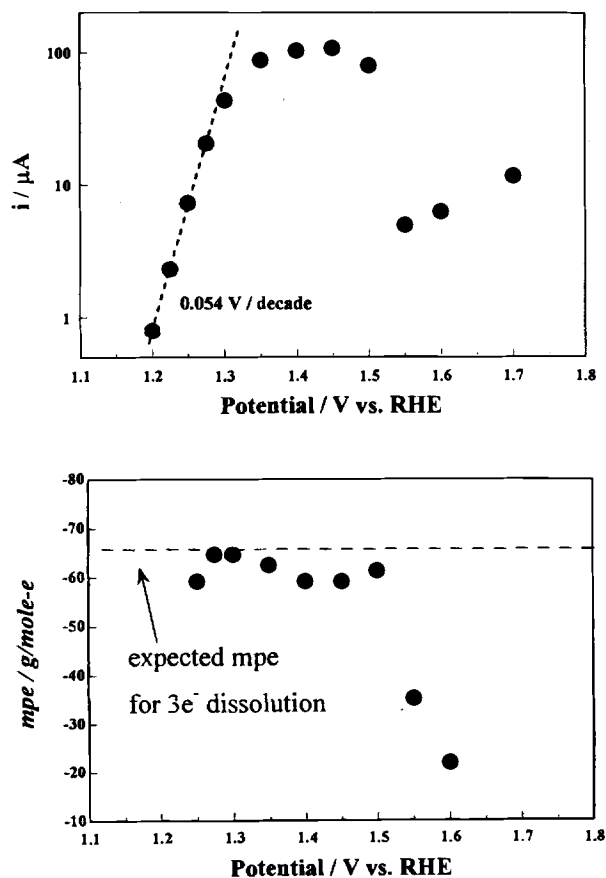 100
10
1
i / μA
0.054 V / decade
1.1 1.2 1.3 1.4 1.5 1.6 1.7 1.8
Potential / V vs. RHE
-80
-70
-60
-50
-40
-30
-20
-10
mpe / g/mole-e
expected mpe
for 3e⁻ dissolution
1.1 1.2 1.3 1.4 1.5 1.6 1.7 1.8
Potential / V vs. RHE